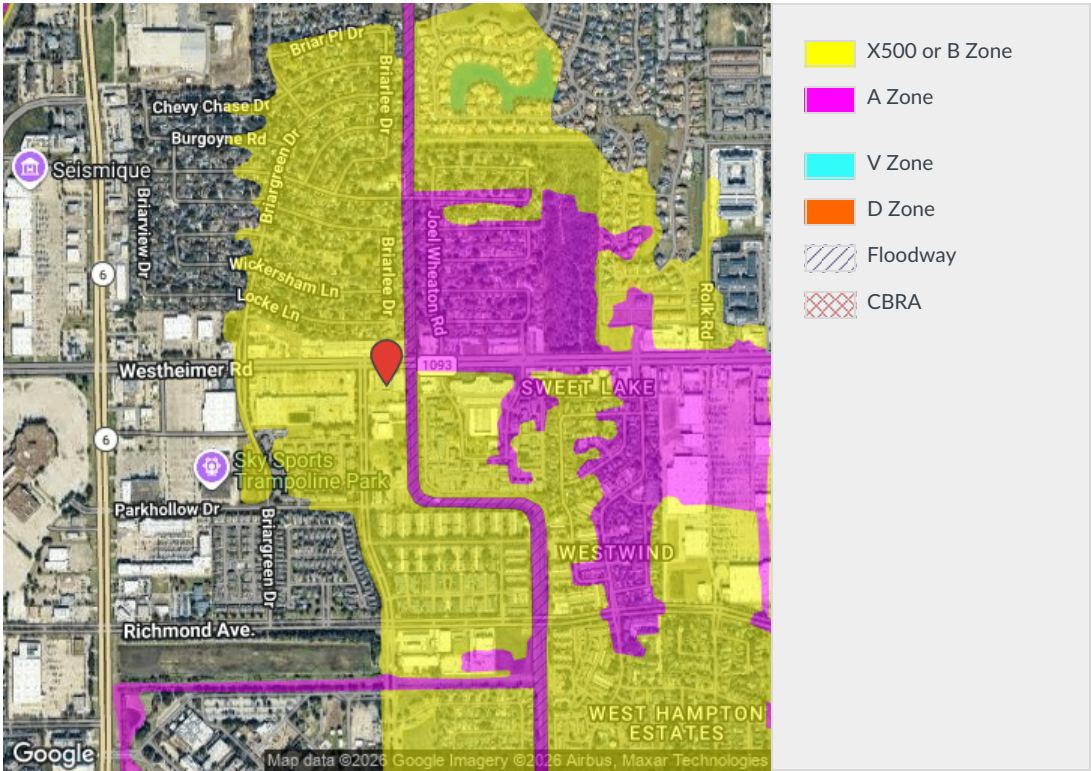 Briar Pl Dr
Chevy Chase Dr
Burgoyne Rd
Seismique
Briarview Dr
Briargreen Dr
Briarlee Dr
Wickersham Ln
Locke Ln
Briarlee Dr
Joel Wheaton Rd
Rolk Rd
6
Westheimer Rd
1093
SWEET LAKE
6
Sky Sports
Trampoline Park
Parkhollow Dr
Briargreen Dr
WESTWIND
Richmond Ave.
WEST HAMPTON
ESTATES
Google
Map data ©2026 Google Imagery ©2026 Airbus, Maxar Technologies
X500 or B Zone
A Zone
V Zone
D Zone
Floodway
CBRA